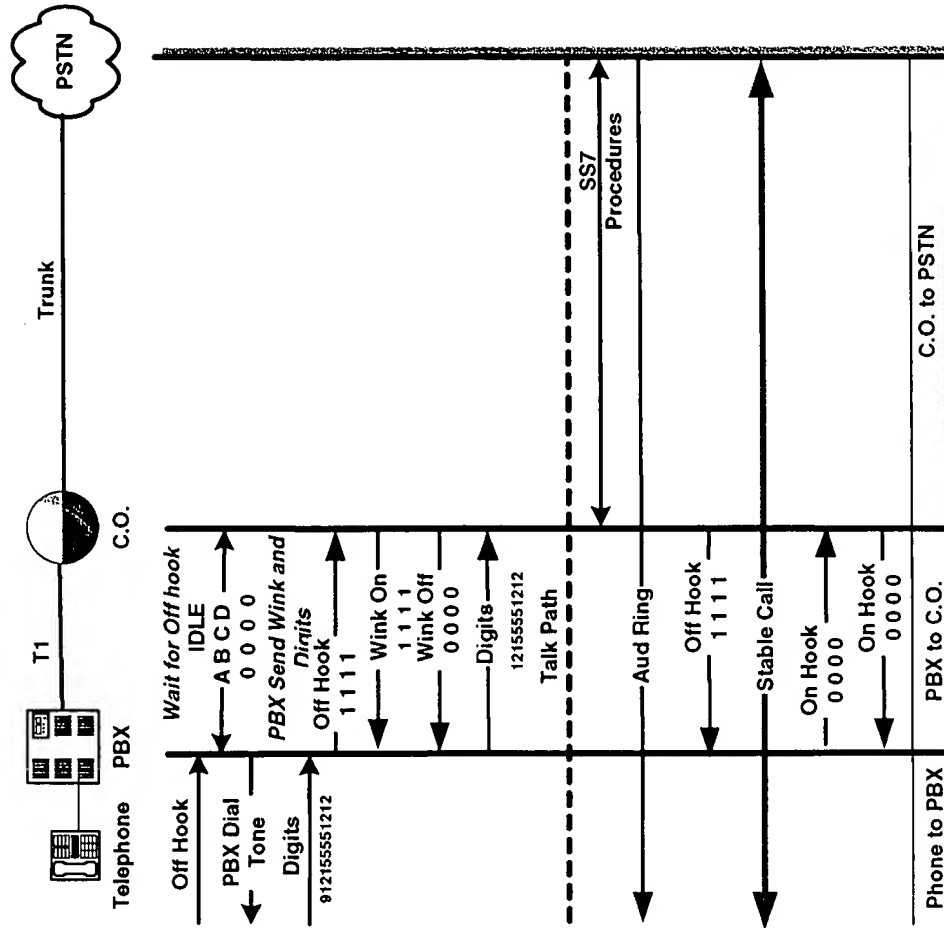 PSTN
Trunk
T1
C.O.
PBX
Telephone
Off Hook
PBX Dial
Tone
Digits
912155551212
Wait for Off hook
IDLE
A B C D
0 0 0 0
PBX Send Wink and
Digits
Off Hook
1 1 1 1
Wink On
1 1 1 1
Wink Off
0 0 0 0
Digits
12155551212
Talk Path
SS7
Procedures
Aud Ring
Off Hook
1 1 1 1
Stable Call
On Hook
0 0 0 0
On Hook
0 0 0 0
Phone to PBX
PBX to C.O.
C.O. to PSTN